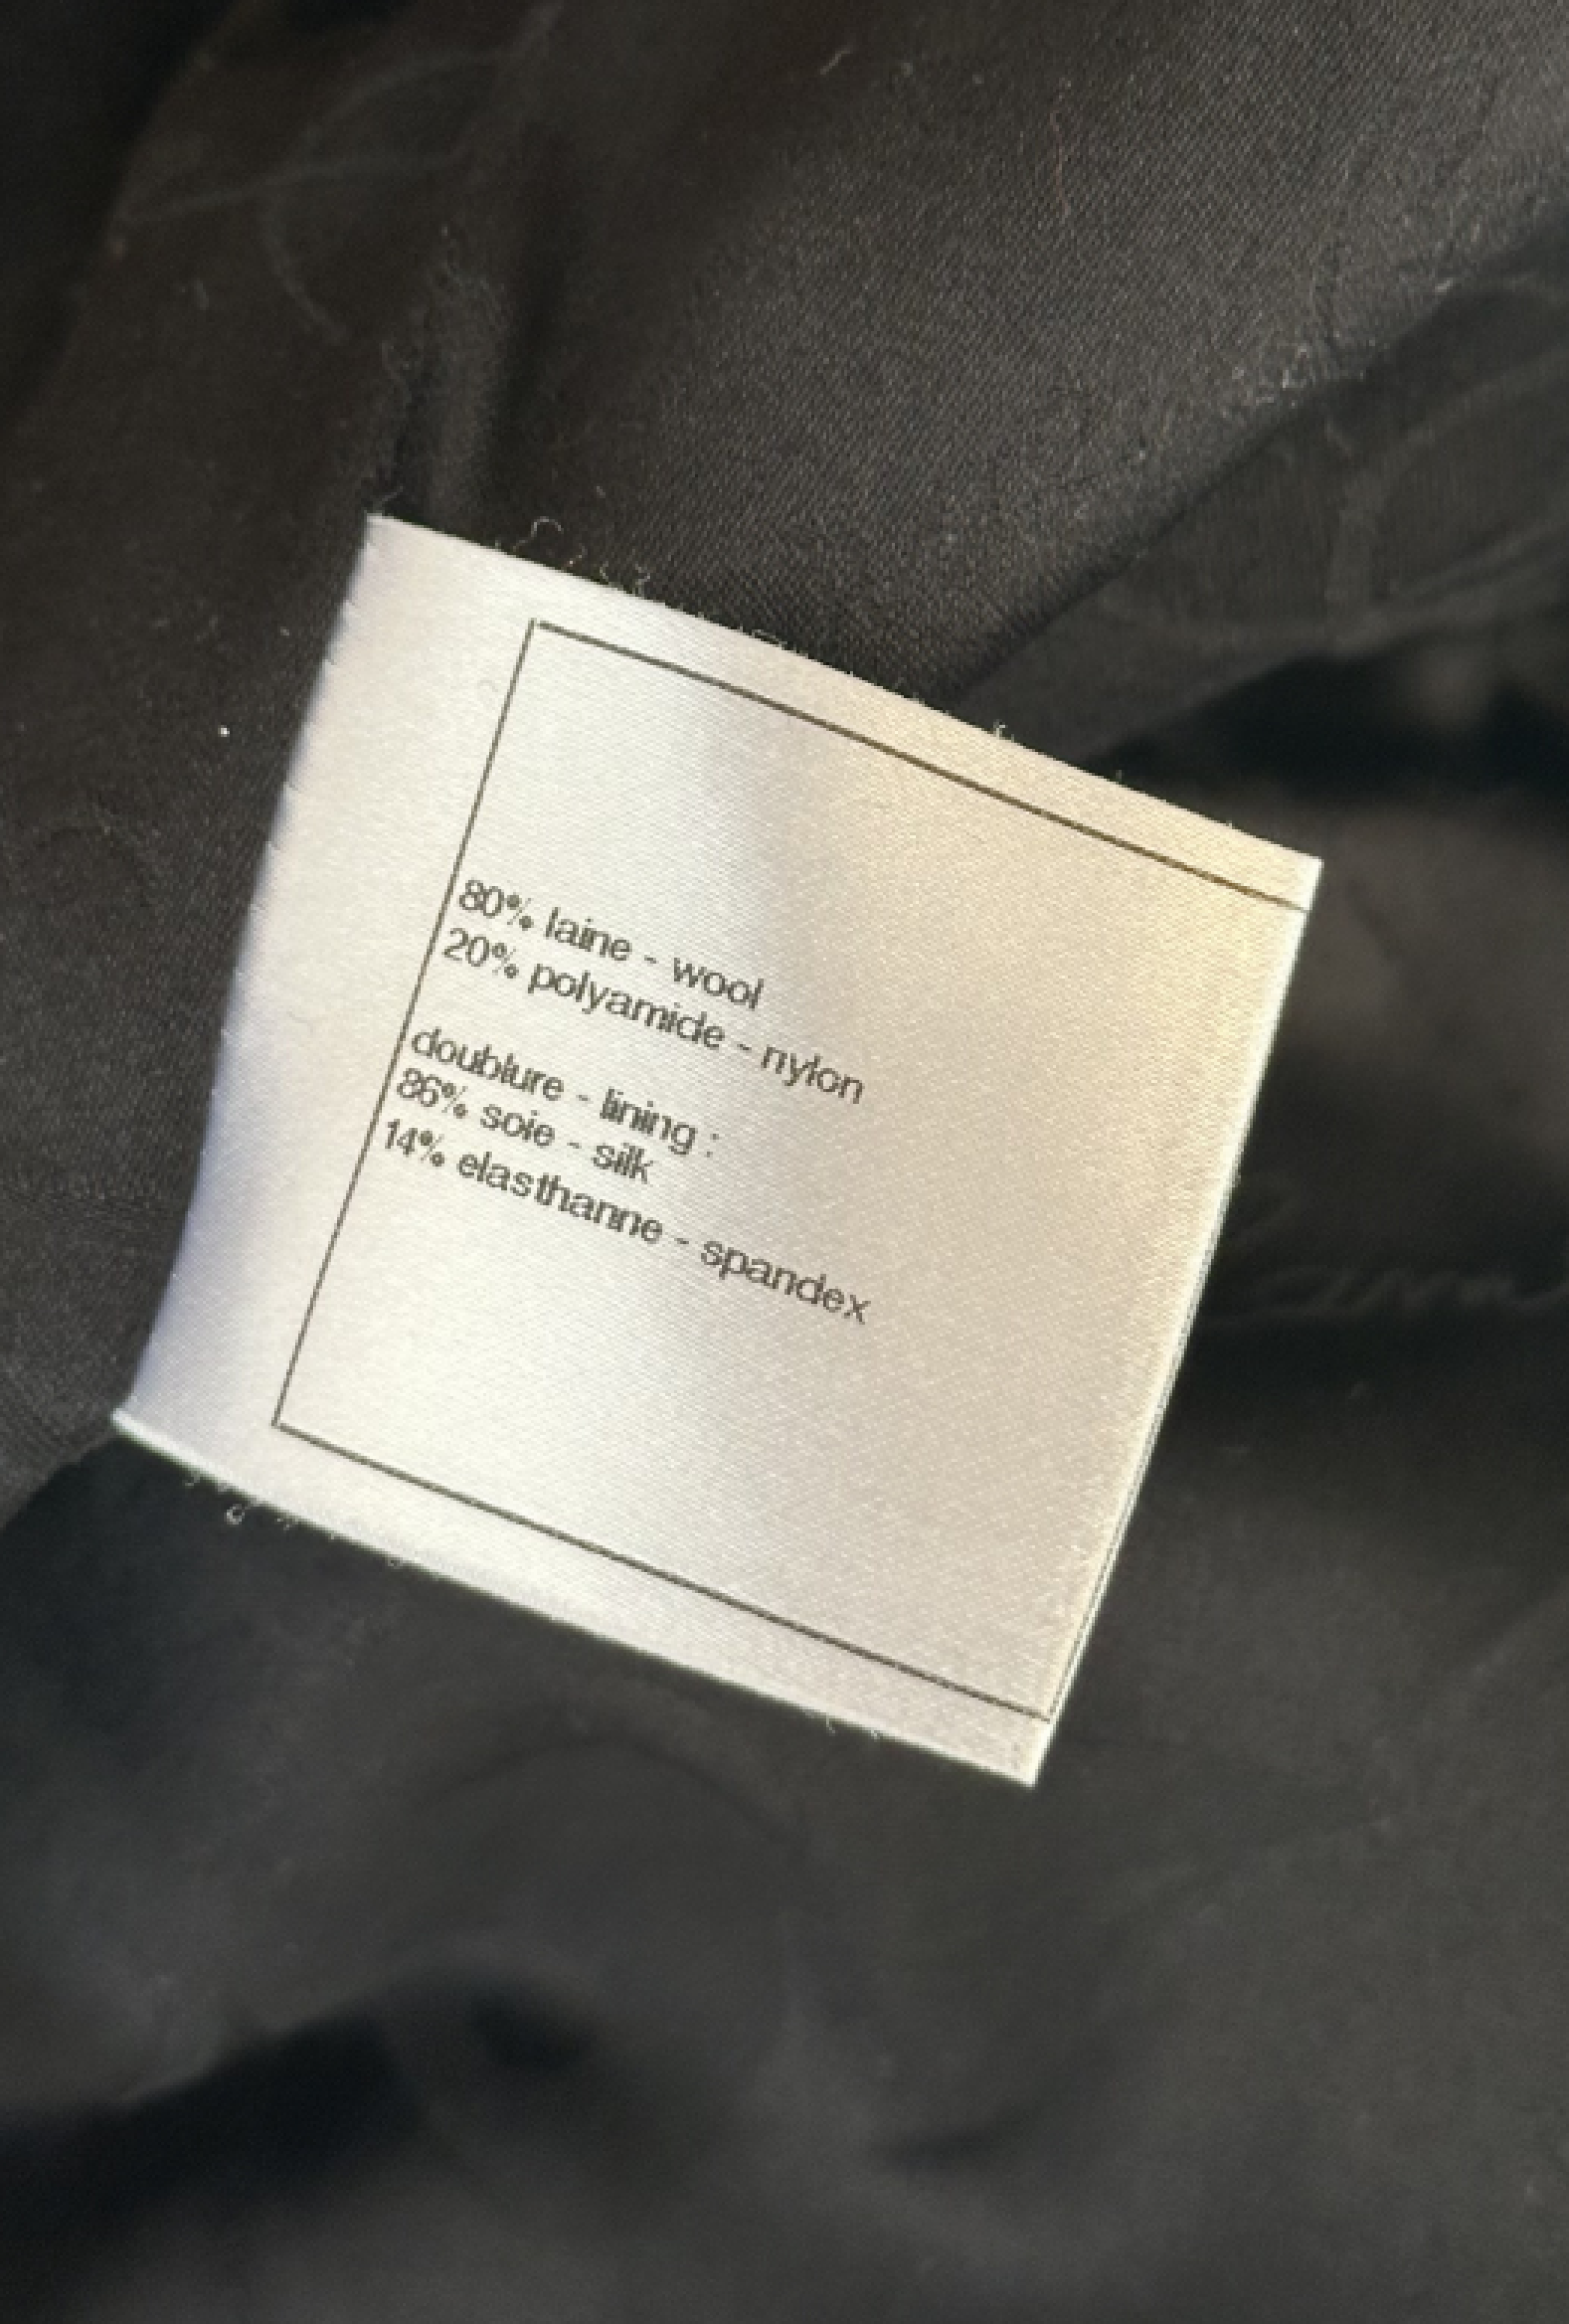 80% laine - wool
20% polyamide - nylon
doublure - lining :
86% soie - silk
14% elasthanne - spandex